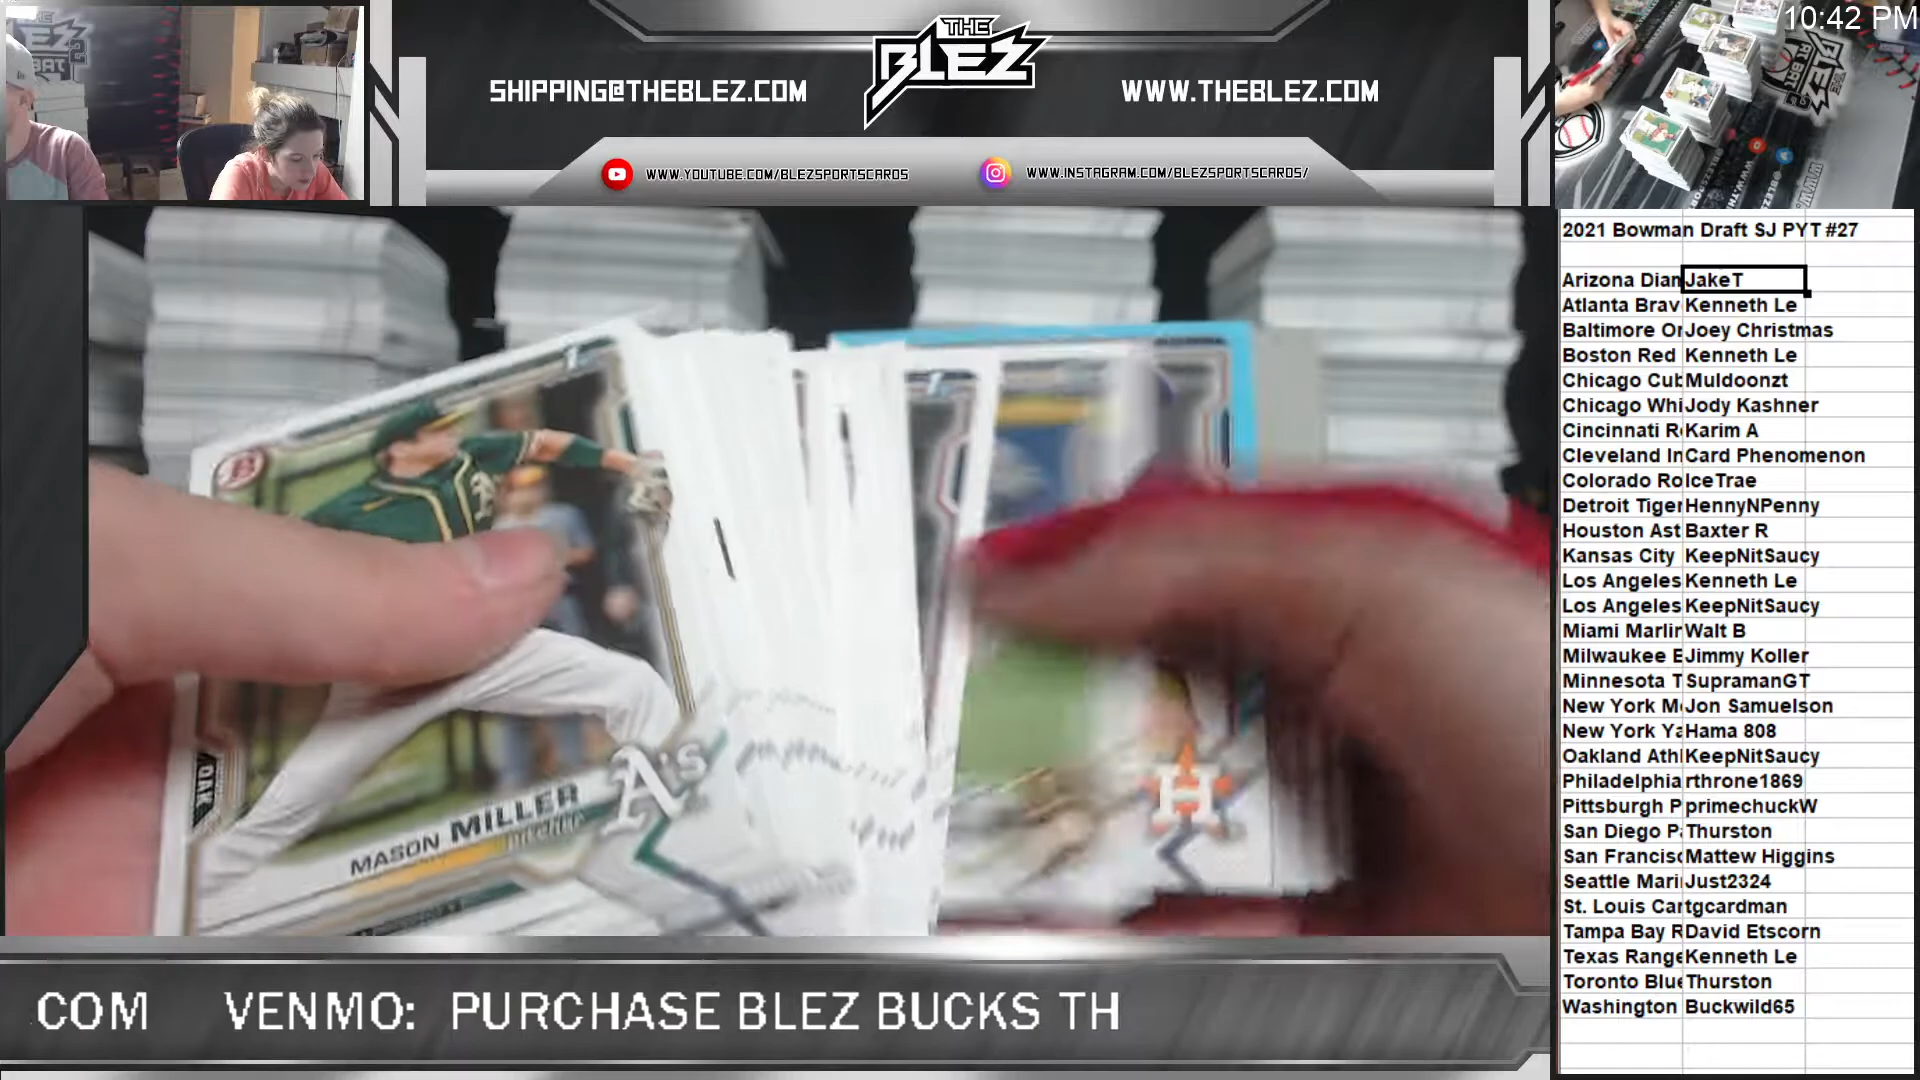 THE
BLEZ
SHIPPING@THEBLEZ.COM
WWW.THEBLEZ.COM
WWW.YOUTUBE.COM/BLEZSPORTSCARDS
WWW.INSTAGRAM.COM/BLEZSPORTSCARDS/
10:42 PM
2021 Bowman Draft SJ PYT #27
Arizona Dian JakeT
Atlanta Brav Kenneth Le
Baltimore Or Joey Christmas
Boston Red Kenneth Le
Chicago Cub Muldoonzt
Chicago Whi Jody Kashner
Cincinnati Re Karim A
Cleveland In Card Phenomenon
Colorado Ro IceTrae
Detroit Tiger HennyNPenny
Houston Ast Baxter R
Kansas City KeepNitSaucy
Los Angeles Kenneth Le
Los Angeles KeepNitSaucy
Miami Marlin Walt B
Milwaukee B Jimmy Koller
Minnesota T SupramanGT
New York Me Jon Samuelson
New York Ya Hama 808
Oakland Athl KeepNitSaucy
Philadelphia rthrone1869
Pittsburgh P primechuckW
San Diego Pa Thurston
San Francisc Mattew Higgins
Seattle Mari Just2324
St. Louis Car tgcardman
Tampa Bay R David Etscorn
Texas Range Kenneth Le
Toronto Blue Thurston
Washington Buckwild65
OAK
A's
MASON MILLER
H
COM VENMO: PURCHASE BLEZ BUCKS TH